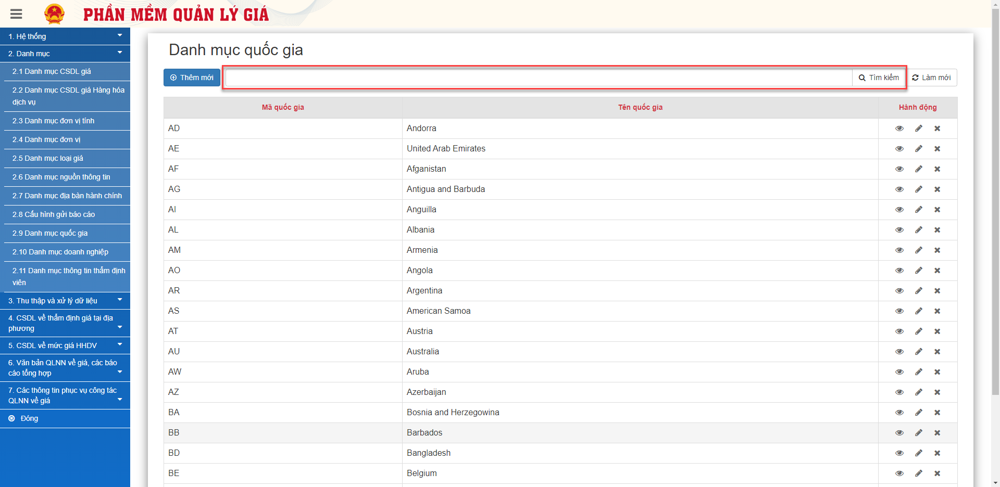 PHẦN MỀM QUẢN LÝ GIÁ
1. Hệ thống
2. Danh mục
2.1 Danh mục CSDL giá
2.2 Danh mục CSDL giá Hàng hóa
dịch vụ
2.3 Danh mục đơn vị tính
2.4 Danh mục đơn vị
2.5 Danh mục loại giá
2.6 Danh mục nguồn thông tin
2.7 Danh mục địa bàn hành chính
2.8 Cấu hình gửi báo cáo
2.9 Danh mục quốc gia
2.10 Danh mục doanh nghiệp
2.11 Danh mục thông tin thẩm định
viên
3. Thu thập và xử lý dữ liệu
4. CSDL về thẩm định giá tại địa
phương
5. CSDL về mức giá HHDV
6. Văn bản QLNN về giá, các báo
cáo tổng hợp
7. Các thông tin phục vụ công tác
QLNN về giá
Đóng
Danh mục quốc gia
Thêm mới Tìm kiếm Làm mới
Mã quốc gia Tên quốc gia Hành động
AD Andorra
AE United Arab Emirates
AF Afganistan
AG Antigua and Barbuda
AI Anguilla
AL Albania
AM Armenia
AO Angola
AR Argentina
AS American Samoa
AT Austria
AU Australia
AW Aruba
AZ Azerbaijan
BA Bosnia and Herzegowina
BB Barbados
BD Bangladesh
BE Belgium